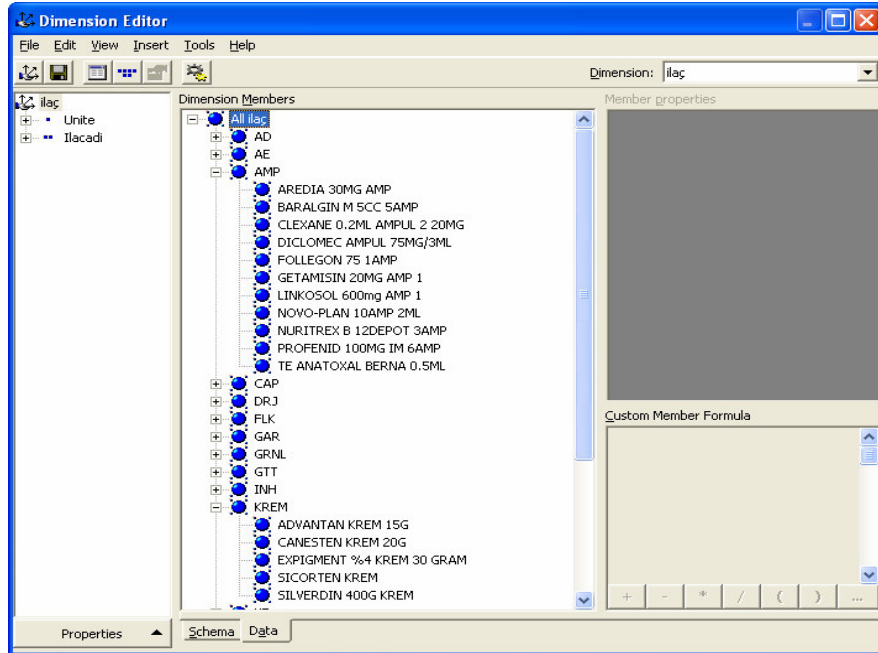 Dimension Editor
File Edit View Insert Tools Help
Dimension: ilaç
ilaç
Unite
Ilacadi
Dimension Members
All ilaç
AD
AE
AMP
AREDIA 30MG AMP
BARALGIN M 5CC 5AMP
CLEXANE 0.2ML AMPUL 2 20MG
DICLOMEC AMPUL 75MG/3ML
FOLLEGON 75 1AMP
GETAMISIN 20MG AMP 1
LINKOSOL 600mg AMP 1
NOVO-PLAN 10AMP 2ML
NURITREX B 12DEPOT 3AMP
PROFENID 100MG IM 6AMP
TE ANATOXAL BERNA 0.5ML
CAP
DRJ
FLK
GAR
GRNL
GTT
INH
KREM
ADVANTAN KREM 15G
CANESTEN KREM 20G
EXPIGMENT %4 KREM 30 GRAM
SICORTEN KREM
SILVERDIN 400G KREM
Member properties
Custom Member Formula
+ - * / ( ) ...
Properties
Schema Data